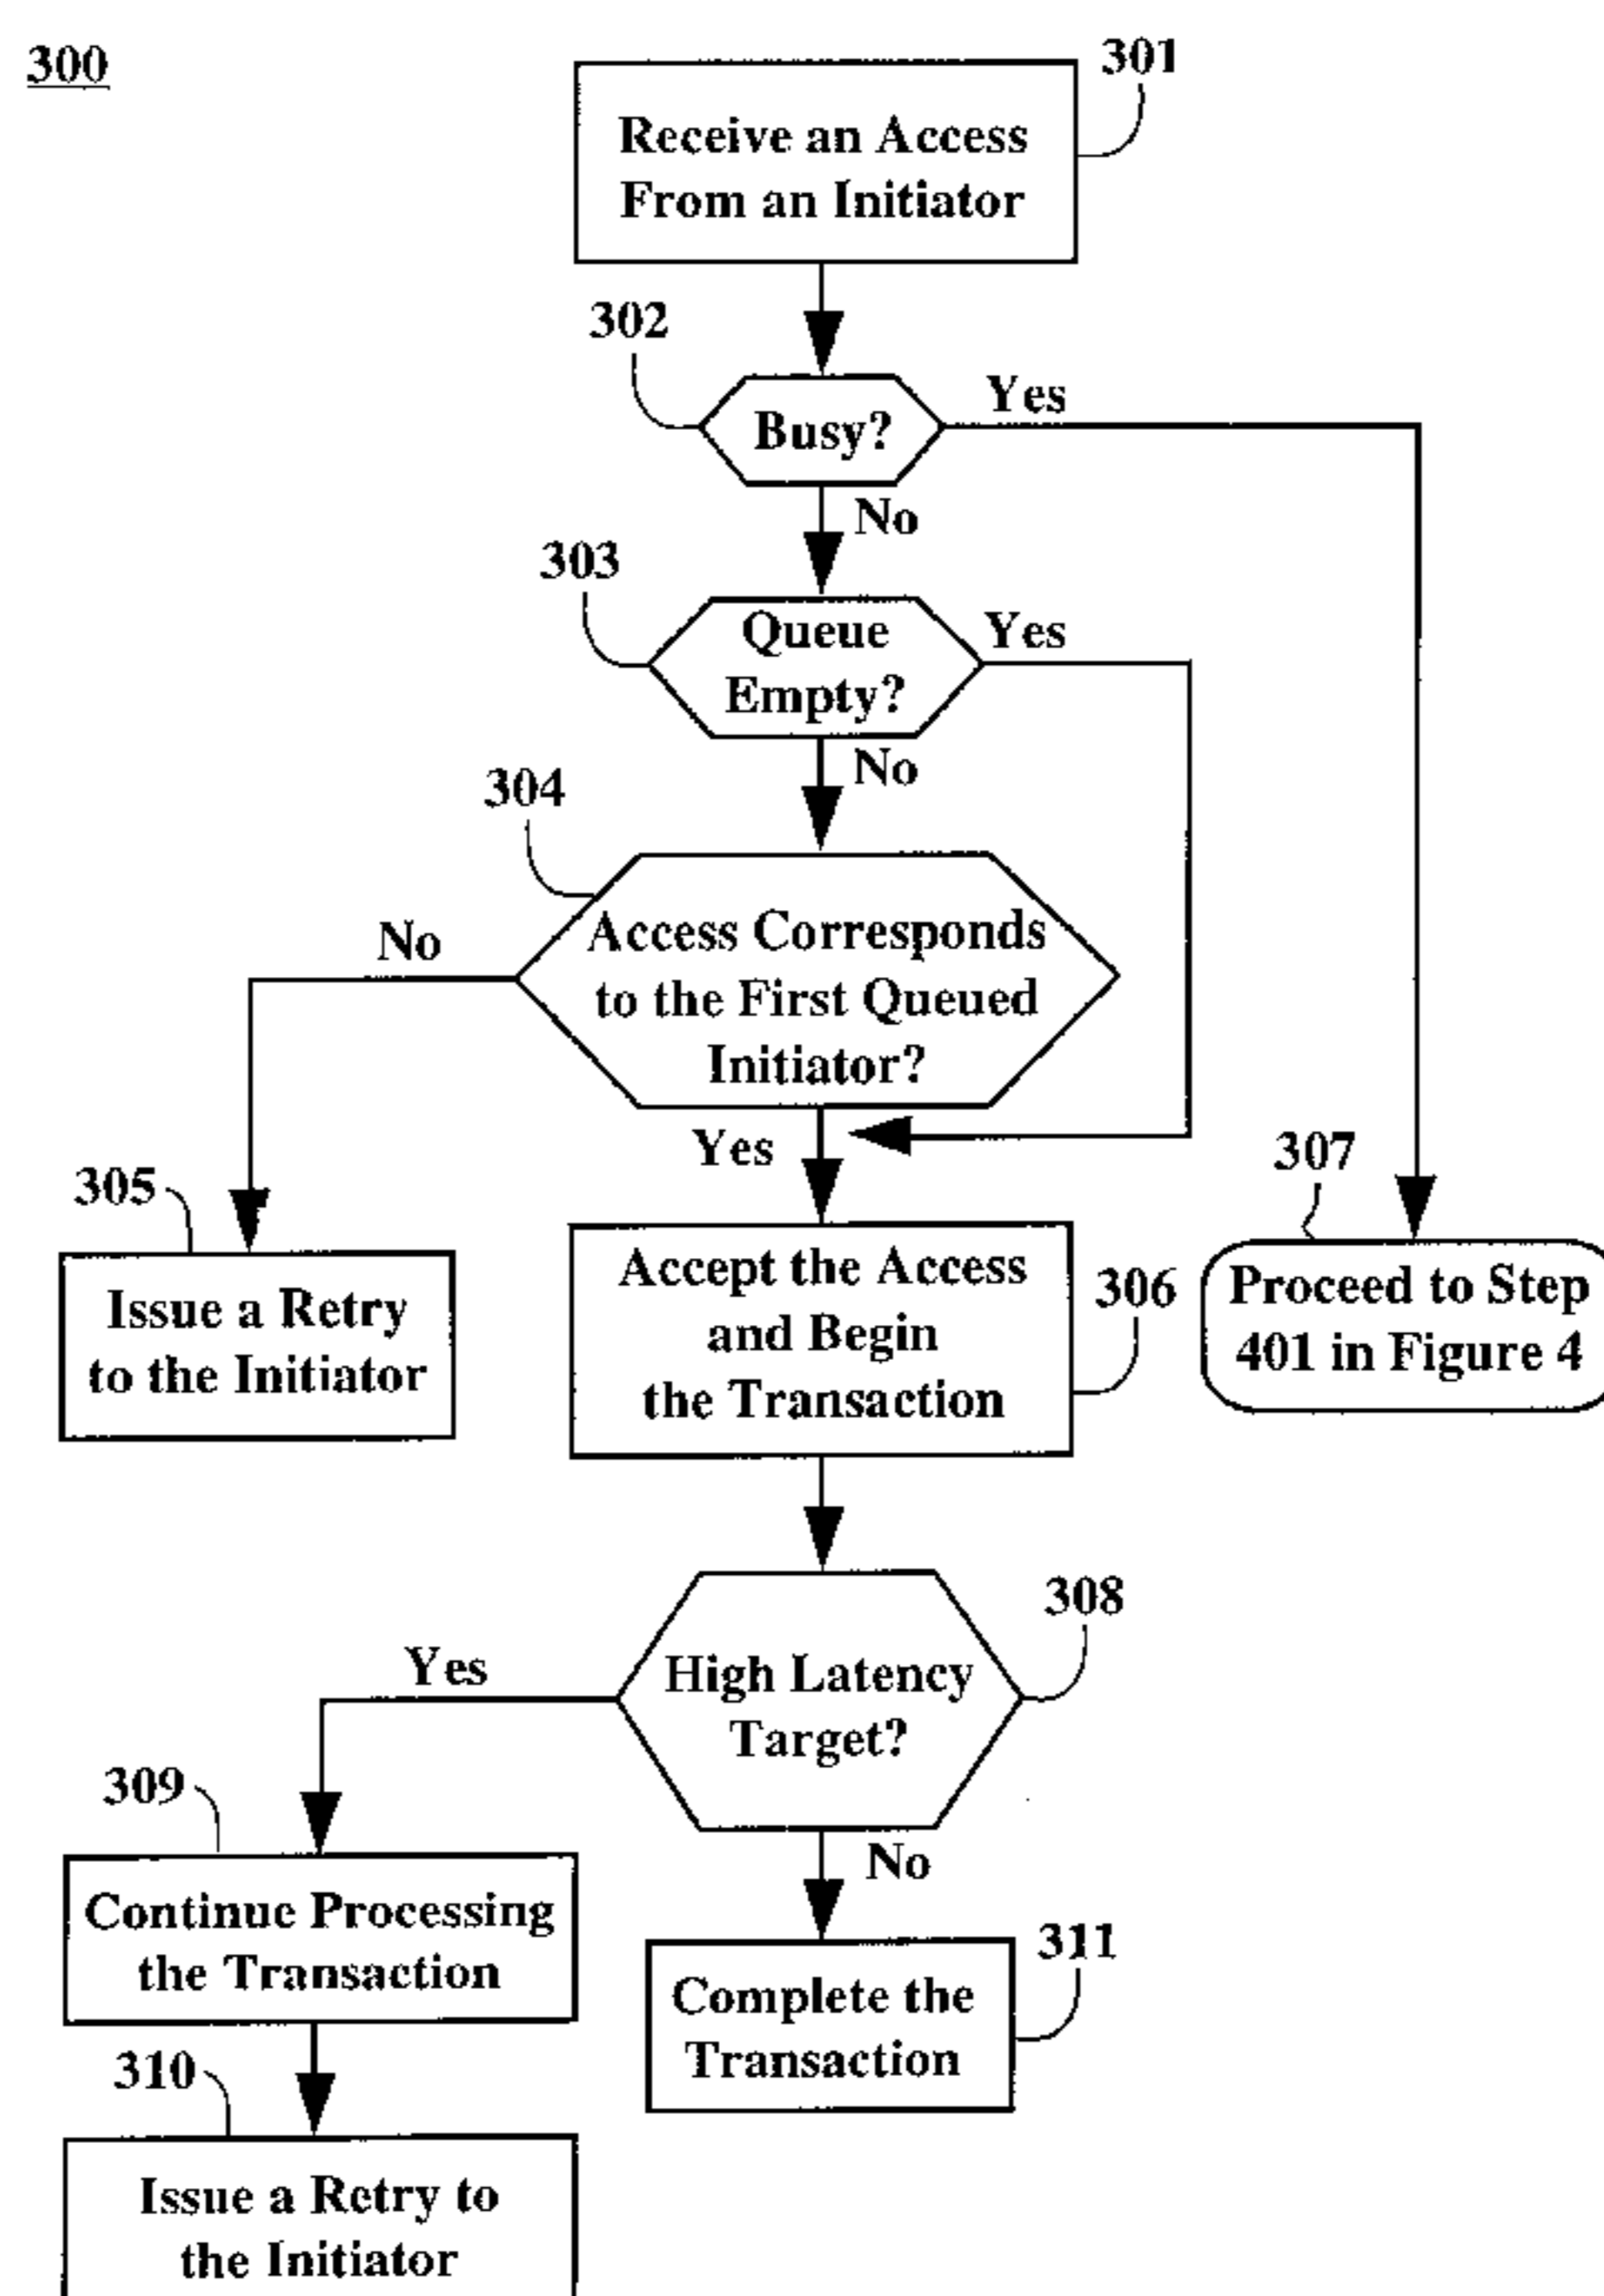 300
301
Receive an Access
From an Initiator
302
Busy?
Yes
No
303
Queue
Empty?
Yes
No
304
Access Corresponds
to the First Queued
Initiator?
No
Yes
305
Issue a Retry
to the Initiator
306
Accept the Access
and Begin
the Transaction
307
Proceed to Step
401 in Figure 4
308
High Latency
Target?
Yes
No
309
Continue Processing
the Transaction
311
Complete the
Transaction
310
Issue a Retry to
the Initiator